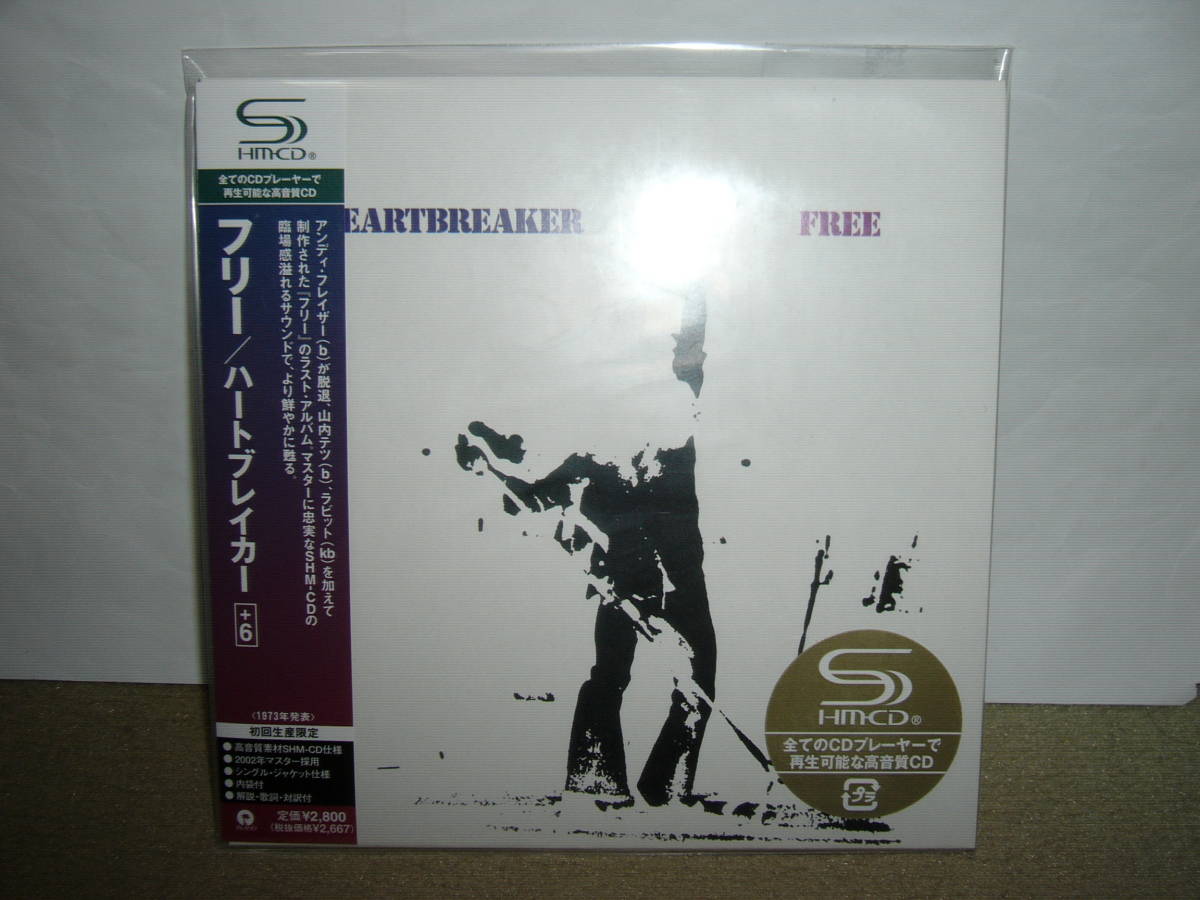 SHM-CD®
全てのCDプレーヤーで
再生可能な高音質CD
フリー/ハートブレイカー +6
アンディ・フレイザー(b)が脱退、山内テツ(b)、ラビット(kb)を加えて
制作された『フリー』のラスト・アルバム。マスターに忠実なSHM-CDの
臨場感溢れるサウンドで、より鮮やかに甦る。
〈1973年発表〉
初回生産限定
●高音質素材SHM-CD仕様
●2002年マスター採用
●シングル・ジャケット仕様
●内袋付
●解説・歌詞・対訳付
定価¥2,800
(税抜価格¥2,667)
EARTBREAKER
FREE
SHM-CD®
全てのCDプレーヤーで
再生可能な高音質CD
プラ